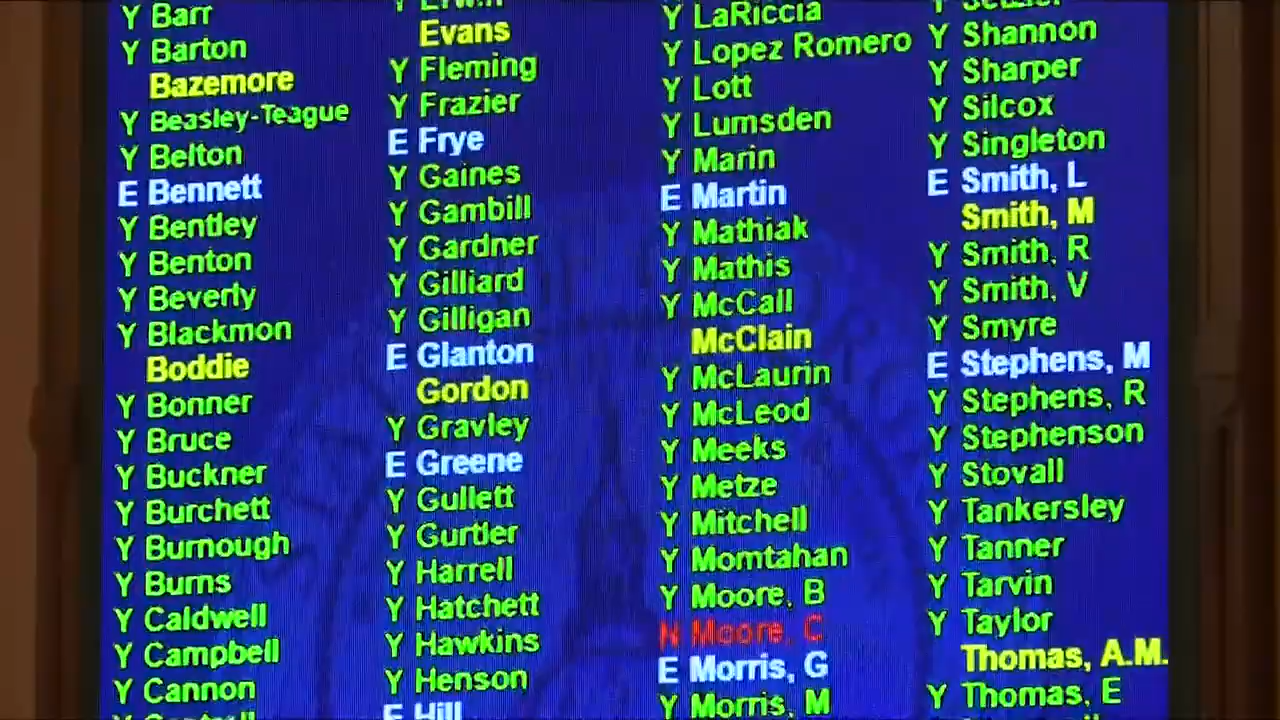 Y Barr
Y Barton
Bazemore
Y Beasley-Teague
Y Belton
E Bennett
Y Bentley
Y Benton
Y Beverly
Y Blackmon
Boddie
Y Bonner
Y Bruce
Y Buckner
Y Burchett
Y Burnough
Y Burns
Y Caldwell
Y Campbell
Y Cannon
Y Erwin
Evans
Y Fleming
Y Frazier
E Frye
Y Gaines
Y Gambill
Y Gardner
Y Gilliard
Y Gilligan
E Glanton
Gordon
Y Gravley
E Greene
Y Gullett
Y Gurtler
Y Harrell
Y Hatchett
Y Hawkins
Y Henson
E Hill
Y LaRiccia
Y Lopez Romero
Y Lott
Y Lumsden
Y Marin
E Martin
Y Mathiak
Y Mathis
Y McCall
McClain
Y McLaurin
Y McLeod
Y Meeks
Y Metze
Y Mitchell
Y Momtahan
Y Moore, B
N Moore, C
E Morris, G
Y Morris, M
Y Shannon
Y Sharper
Y Silcox
Y Singleton
E Smith, L
Smith, M
Y Smith, R
Y Smith, V
Y Smyre
E Stephens, M
Y Stephens, R
Y Stephenson
Y Stovall
Y Tankersley
Y Tanner
Y Tarvin
Y Taylor
Thomas, A.M.
Y Thomas, E